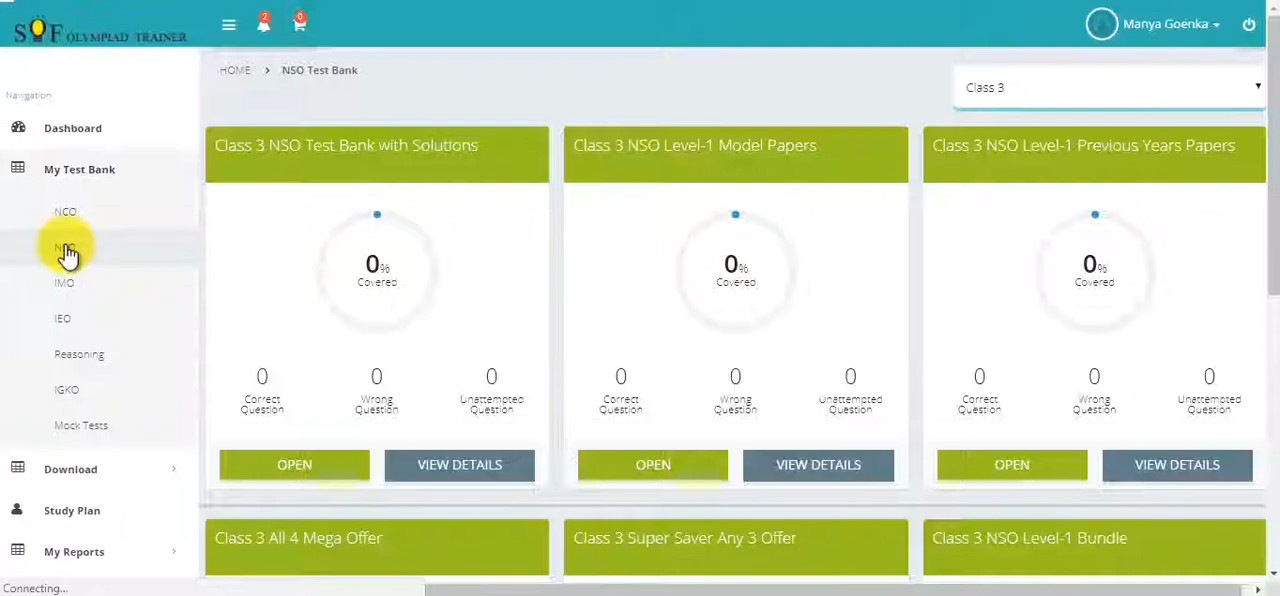 SOF OLYMPIAD TRAINER
2
0
Manya Goenka
Navigation
Dashboard
My Test Bank
NCO
IMO
IEO
Reasoning
IGKO
Mock Tests
Download
Study Plan
My Reports
HOME > NSO Test Bank
Class 3
Class 3 NSO Test Bank with Solutions
0%
Covered
0 0 0
Correct Question Wrong Question Unattempted Question
OPEN VIEW DETAILS
Class 3 NSO Level-1 Model Papers
0%
Covered
0 0 0
Correct Question Wrong Question Unattempted Question
OPEN VIEW DETAILS
Class 3 NSO Level-1 Previous Years Papers
0%
Covered
0 0 0
Correct Question Wrong Question Unattempted Question
OPEN VIEW DETAILS
Class 3 All 4 Mega Offer
Class 3 Super Saver Any 3 Offer
Class 3 NSO Level-1 Bundle
Connecting...